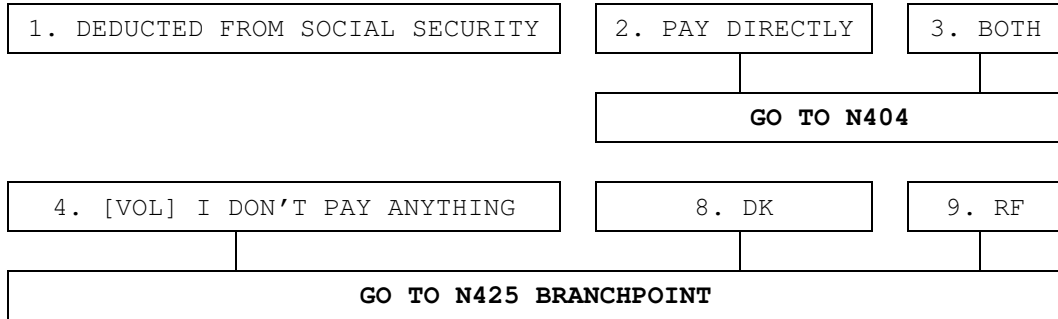 1. DEDUCTED FROM SOCIAL SECURITY 2. PAY DIRECTLY 3. BOTH
GO TO N404
4. [VOL] I DON'T PAY ANYTHING 8. DK 9. RF
GO TO N425 BRANCHPOINT